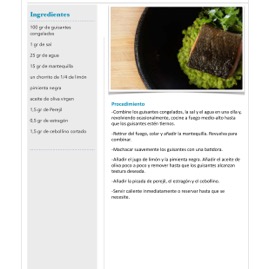 Ingredientes
100 gr de guisantes
congelados
1 gr de sal
25 gr de agua
15 gr de mantequilla
un chorrito de 1/4 de limón
pimienta negra
aceite de oliva virgen
1,5 gr de Perejil
0,5 gr de estragón
1,5 gr de cebollino cortado
Procedimiento
-Combine los guisantes congelados, la sal y el agua en una olla y,
revolviendo ocasionalmente, cocine a fuego medio-alto hasta
que los guisantes estén tiernos.
-Retirar del fuego, colar y añadir la mantequilla. Revuelva para
combinar.
-Machacar suavemente los guisantes con una batidora.
-Añadir el jugo de limón y la pimienta negra. Añadir el aceite de
oliva poco a poco y remover hasta que los guisantes alcanzan
textura deseada.
-Añadir la picada de perejil, el estragón y el cebollino.
-Servir caliente inmediatamente o reservar hasta que se
necesite.